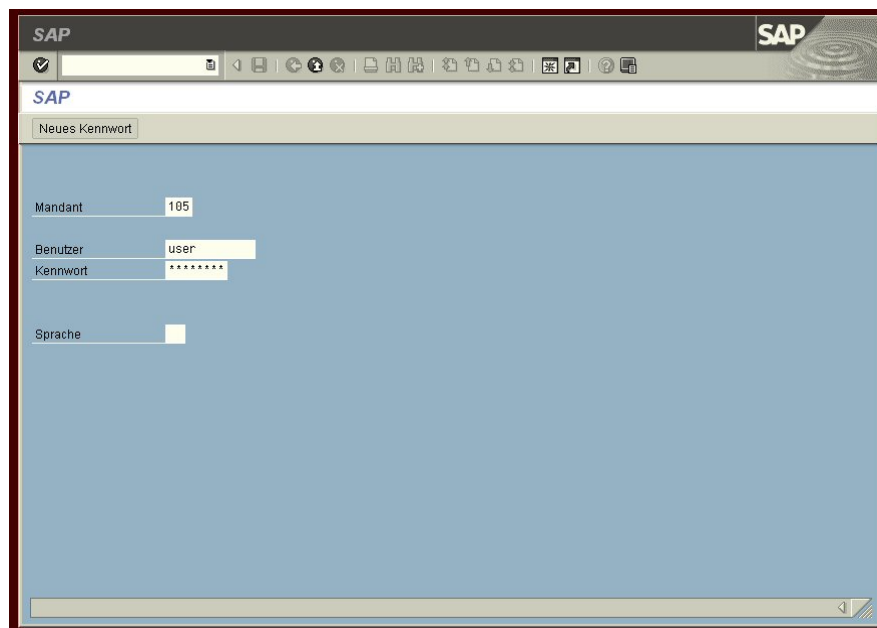 SAP
SAP
SAP
Neues Kennwort
Mandant 105
Benutzer user
Kennwort ********
Sprache